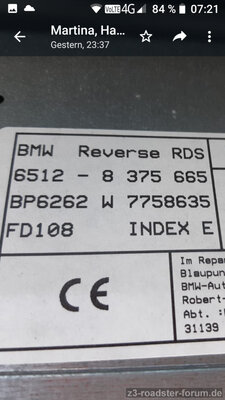 4G 84 % 07:21
Martina, Ha...
Gestern, 23:37
BMW Reverse RDS
6512 - 8 375 665
BP6262 W 7758635
FD108 INDEX E
CE
Im Repa
Blaupun
BMW-Aut
Robert-
Abt.:
31139
z3-roadster-forum.de